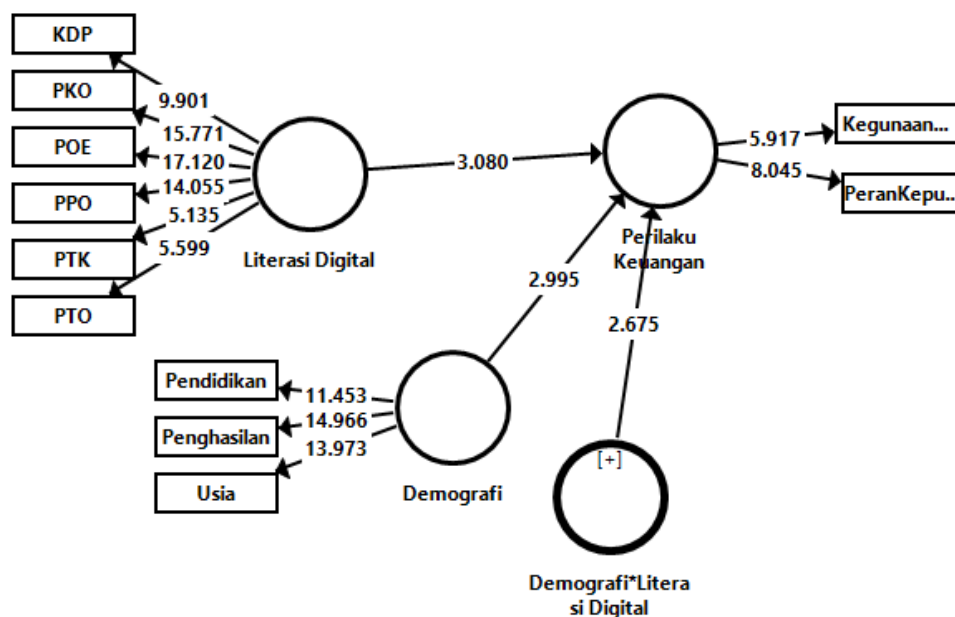 KDP
PKO
POE
PPO
PTK
PTO
9.901
15.771
17.120
14.055
5.135
5.599
Literasi Digital
3.080
Perilaku
Keuangan
5.917
8.045
Kegunaan...
PeranKepu...
2.995
2.675
Pendidikan
Penghasilan
Usia
11.453
14.966
13.973
Demografi
[+]
Demografi*Litera
si Digital